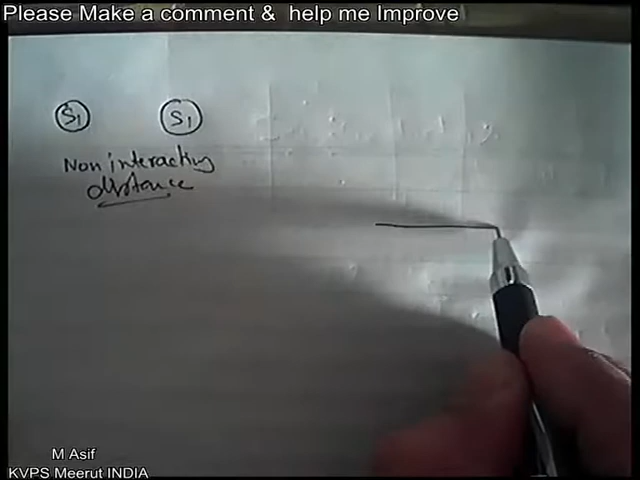 Please Make a comment & help me Improve
S1 S1
Non interacting
distance
M Asif
KVPS Meerut INDIA